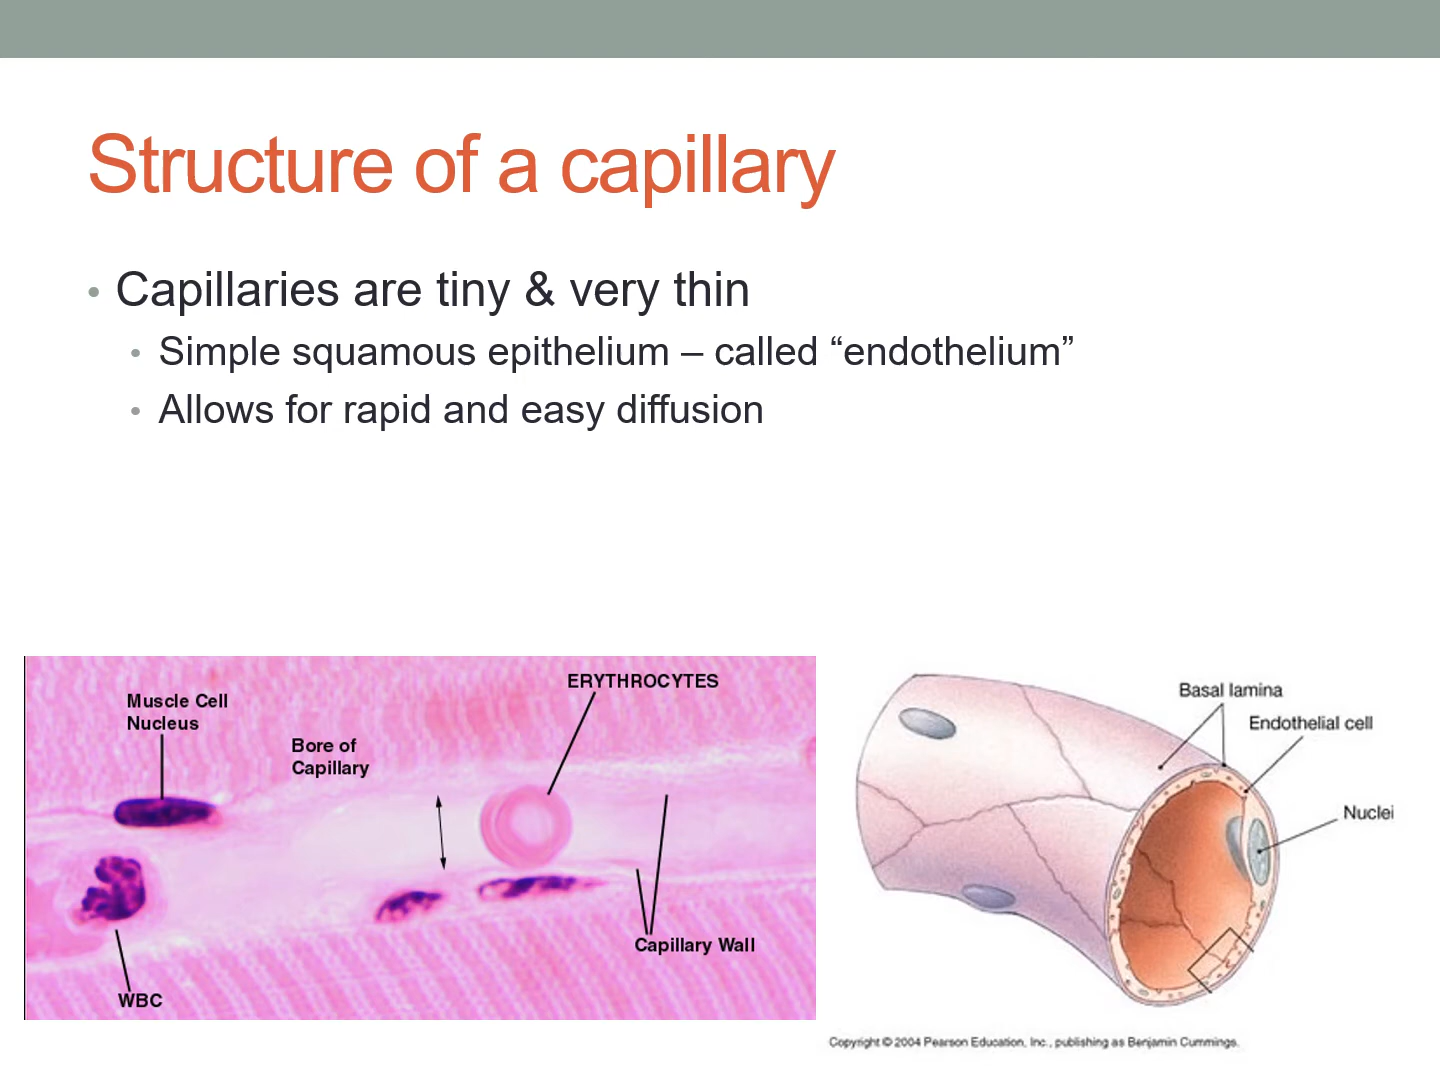 Structure of a capillary
• Capillaries are tiny & very thin
• Simple squamous epithelium – called “endothelium”
• Allows for rapid and easy diffusion
ERYTHROCYTES
Muscle Cell
Nucleus
Bore of
Capillary
Capillary Wall
WBC
Basal lamina
Endothelial cell
Nuclei
Copyright © 2004 Pearson Education, Inc., publishing as Benjamin Cummings.